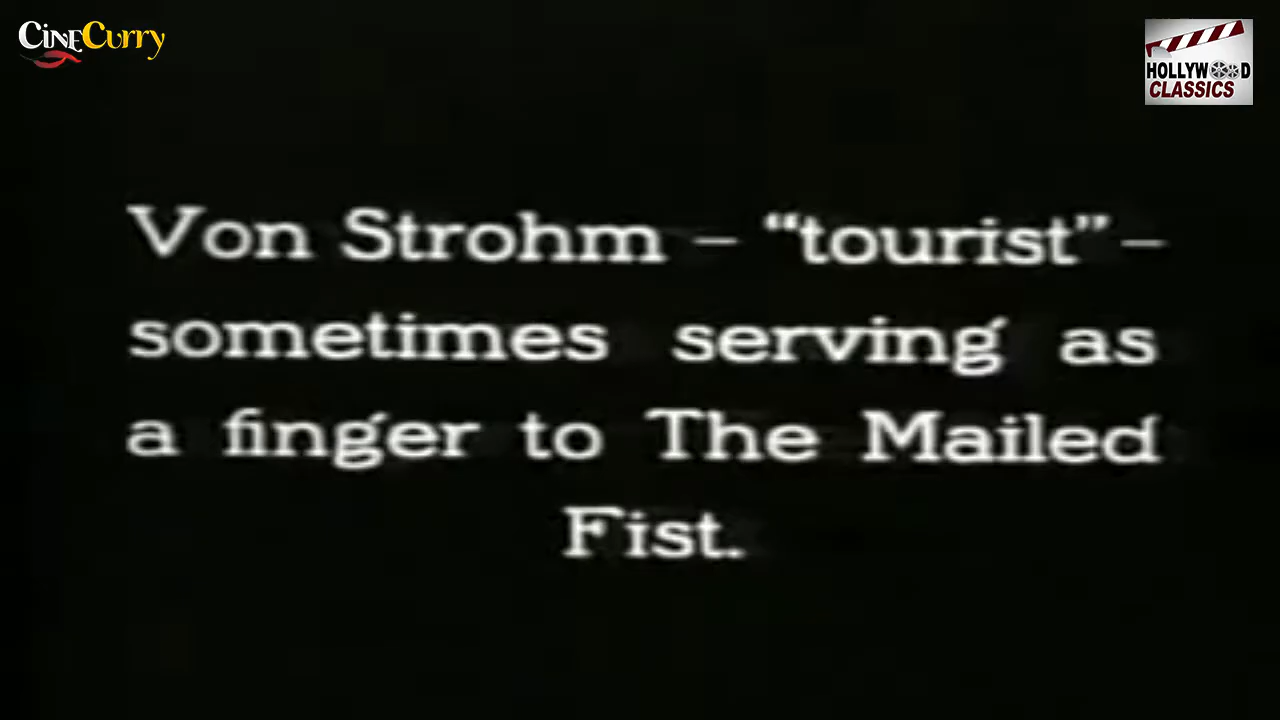 CineCurry
HOLLYWOOD
CLASSICS
Von Strohm – “tourist” –
sometimes serving as
a finger to The Mailed
Fist.